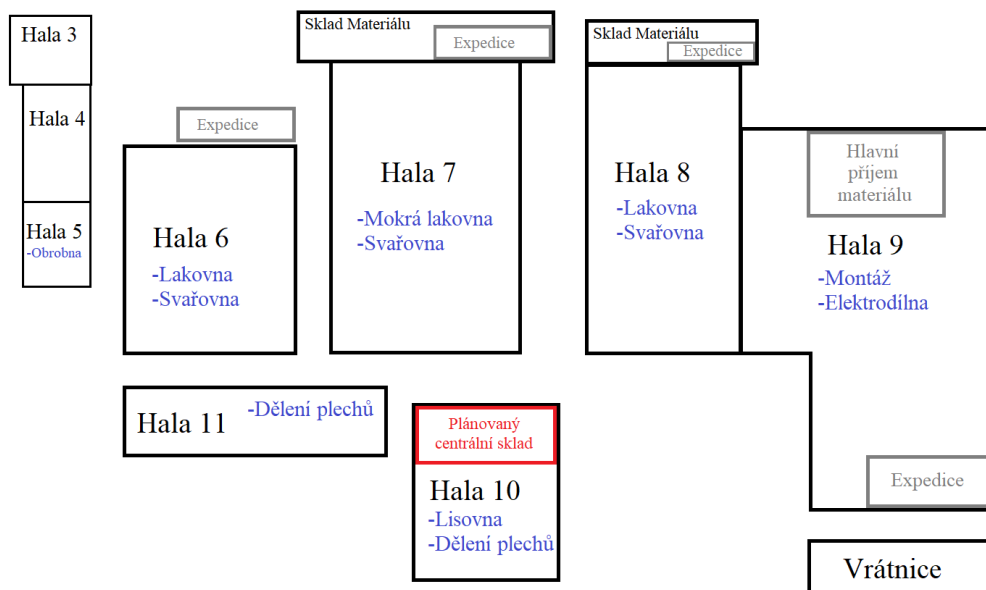 Hala 3
Hala 4
Hala 5
-Obrobna
Expedice
Hala 6
-Lakovna
-Svařovna
Sklad Materiálu
Expedice
Hala 7
-Mokrá lakovna
-Svařovna
Sklad Materiálu
Expedice
Hala 8
-Lakovna
-Svařovna
Hlavní
příjem
materiálu
Hala 9
-Montáž
-Elektrodílna
Expedice
Hala 11
-Dělení plechů
Plánovaný
centrální sklad
Hala 10
-Lisovna
-Dělení plechů
Vrátnice